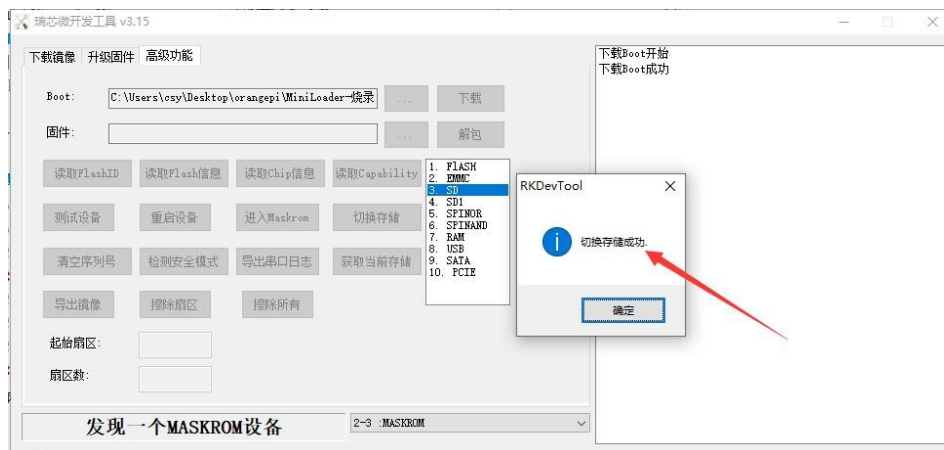 瑞芯微开发工具 v3.15
下载镜像 升级固件 高级功能
Boot: C:\Users\csy\Desktop\orangepi\MiniLoader-烧录 ... 下载
固件: ... 解包
读取FlashID 读取Flash信息 读取Chip信息 读取Capability
测试设备 重启设备 进入Maskrom 切换存储
清空序列号 检测安全模式 导出串口日志 获取当前存储
导出镜像 擦除扇区 擦除所有
起始扇区:
扇区数:
1. FLASH
2. EMMC
3. SD
4. SD1
5. SPINOR
6. SPINAND
7. RAM
8. USB
9. SATA
10. PCIE
RKDevTool
切换存储成功.
确定
下载Boot开始
下载Boot成功
发现一个MASKROM设备 2-3 :MASKROM